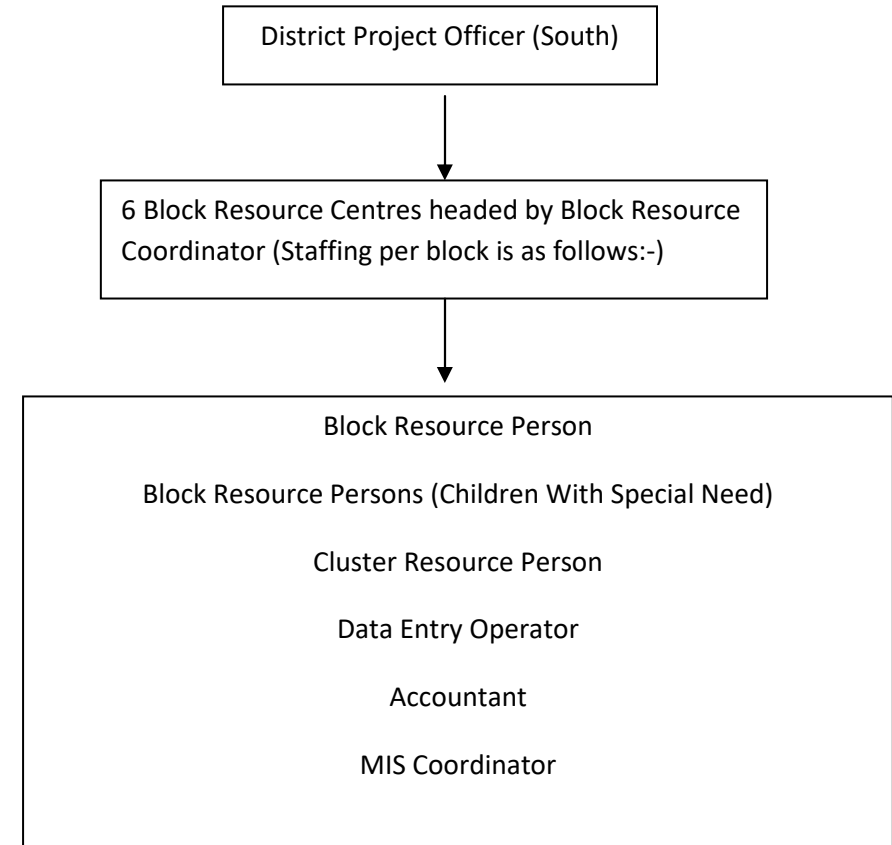 District Project Officer (South)
6 Block Resource Centres headed by Block Resource
Coordinator (Staffing per block is as follows:-)
Block Resource Person
Block Resource Persons (Children With Special Need)
Cluster Resource Person
Data Entry Operator
Accountant
MIS Coordinator